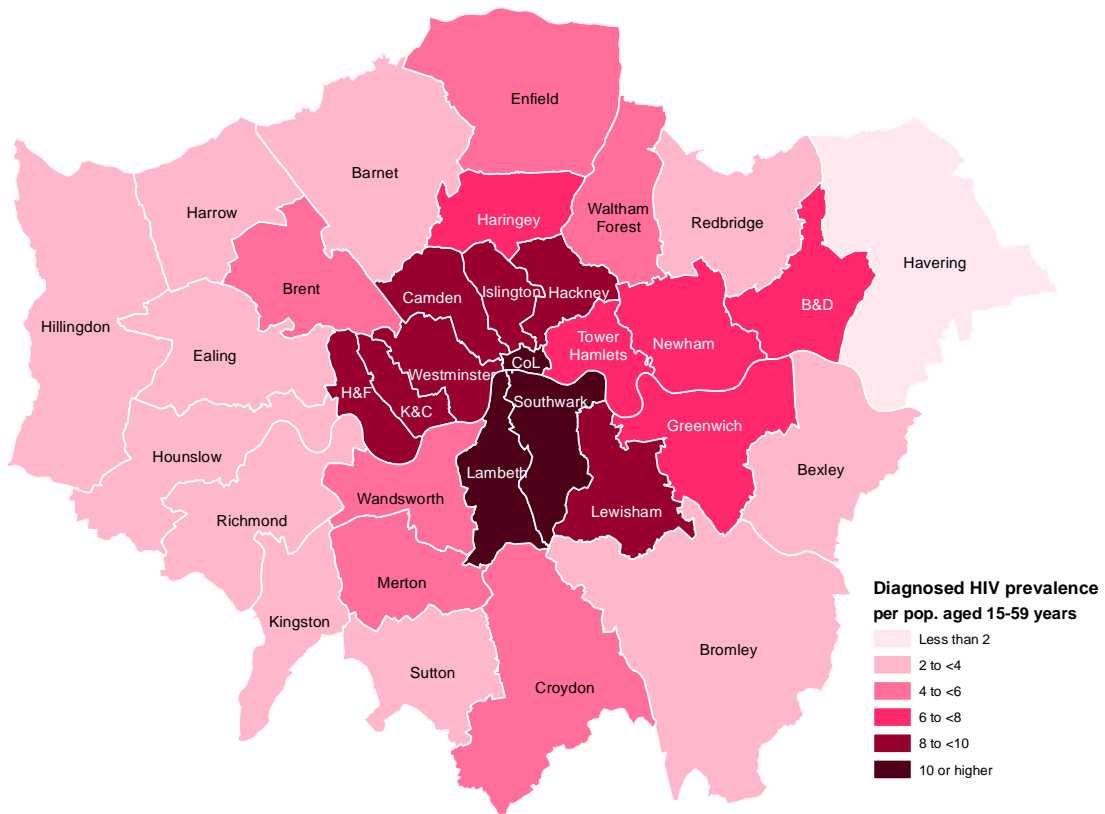 Enfield
Barnet
Harrow
Haringey
Waltham
Forest
Redbridge
Havering
Brent
Camden
Islington
Hackney
B&D
Hillingdon
Ealing
Tower
Hamlets
Newham
Westminster
CoL
H&F
K&C
Southwark
Greenwich
Hounslow
Lambeth
Bexley
Wandsworth
Richmond
Lewisham
Merton
Kingston
Sutton
Bromley
Croydon
Diagnosed HIV prevalence
per pop. aged 15-59 years
Less than 2
2 to <4
4 to <6
6 to <8
8 to <10
10 or higher